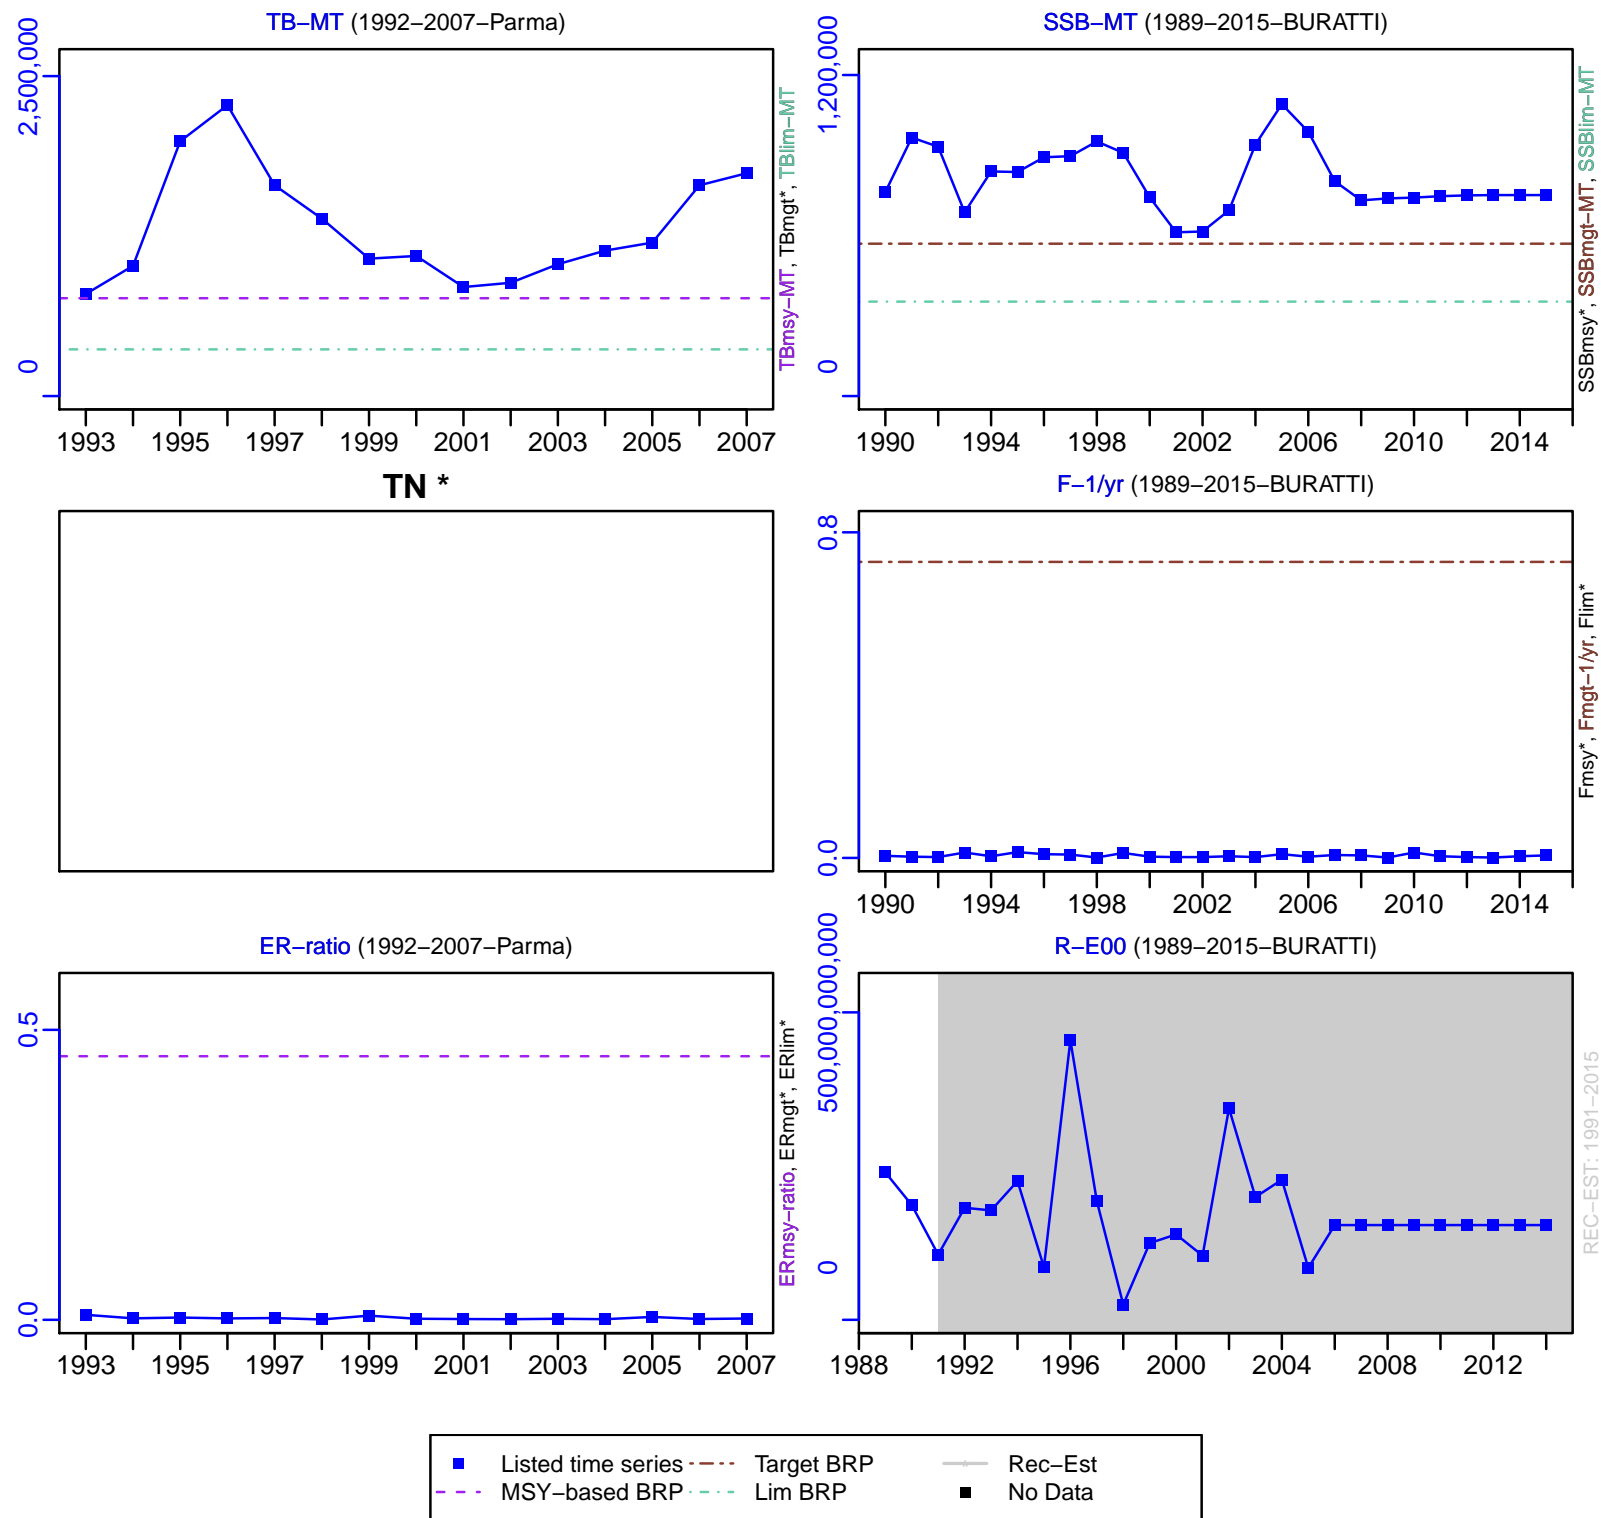 TB−MT (1992−2007−Parma)
0
2,500,000
1993 1995 1997 1999 2001 2003 2005 2007
TBmsy−MT, TBmgt*, TBlim−MT
SSB−MT (1989−2015−BURATTI)
0
1,200,000
1990 1994 1998 2002 2006 2010 2014
SSBmsy*, SSBmgt−MT, SSBlim−MT
TN *
F−1/yr (1989−2015−BURATTI)
0.0
0.8
1990 1994 1998 2002 2006 2010 2014
Fmsy*, Fmgt−1/yr, Flim*
ER−ratio (1992−2007−Parma)
0.0
0.5
1993 1995 1997 1999 2001 2003 2005 2007
ERmsy−ratio, ERmgt*, ERlim*
R−E00 (1989−2015−BURATTI)
0
500,000,000,000
1988 1992 1996 2000 2004 2008 2012
REC−EST: 1991−2015
Listed time series Target BRP Rec−Est
MSY−based BRP Lim BRP No Data